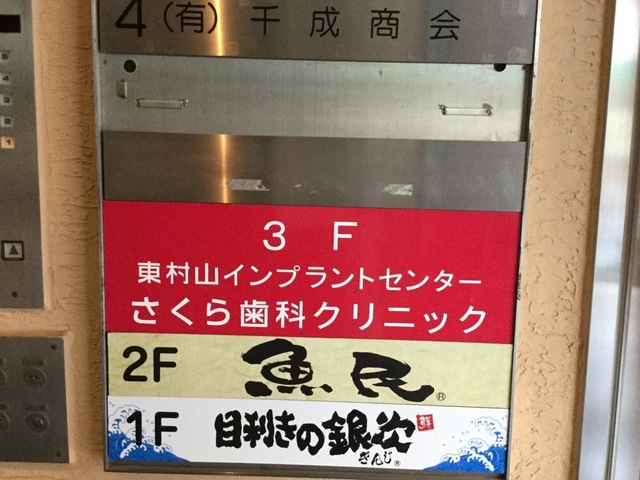 4 (有) 千成商会
3 F
東村山インプラントセンター
さくら歯科クリニック
2F 魚民 ®
1F 目利きの銀次 鮮
ぎんじ ®
1